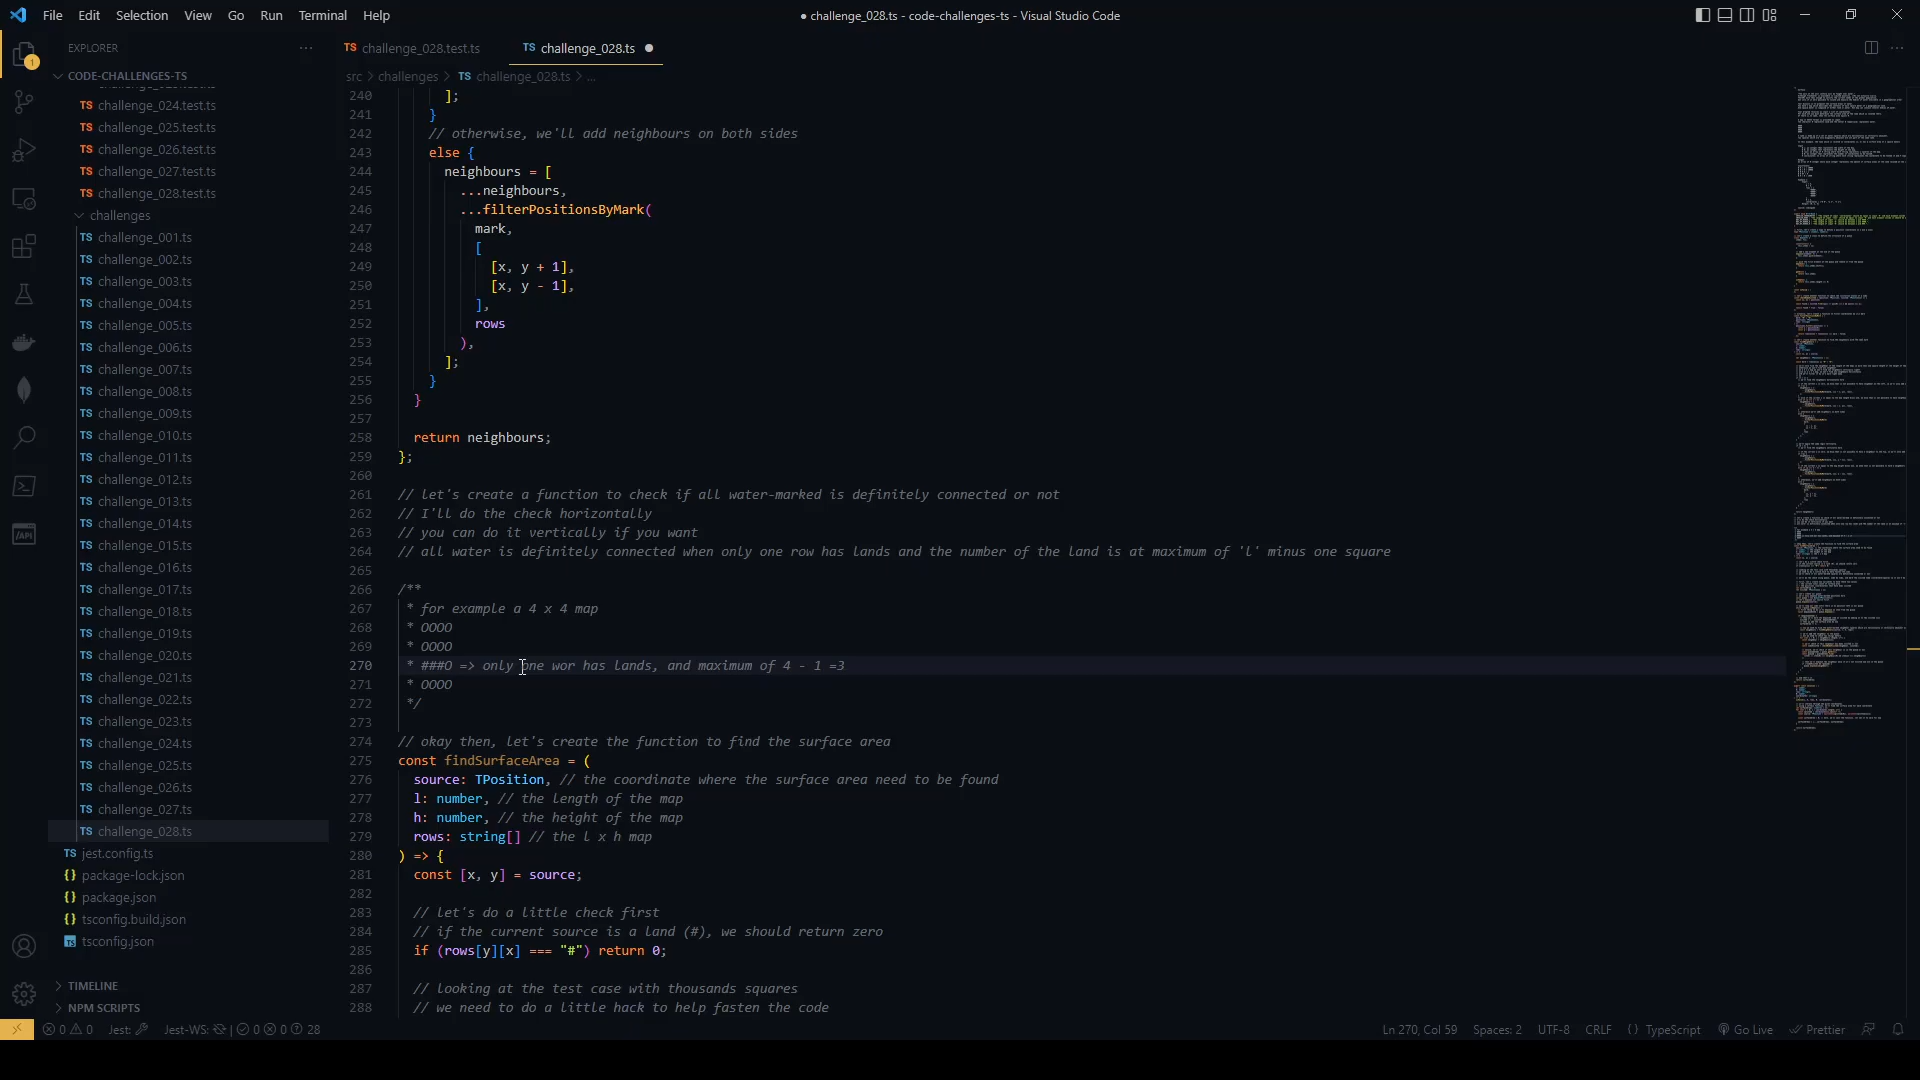 File Edit Selection View Go Run Terminal Help
● challenge_028.ts - code-challenges-ts - Visual Studio Code
EXPLORER
1
CODE-CHALLENGES-TS
TS challenge_024.test.ts
TS challenge_025.test.ts
TS challenge_026.test.ts
TS challenge_027.test.ts
TS challenge_028.test.ts
challenges
TS challenge_001.ts
TS challenge_002.ts
TS challenge_003.ts
TS challenge_004.ts
TS challenge_005.ts
TS challenge_006.ts
TS challenge_007.ts
TS challenge_008.ts
TS challenge_009.ts
TS challenge_010.ts
TS challenge_011.ts
TS challenge_012.ts
TS challenge_013.ts
TS challenge_014.ts
TS challenge_015.ts
TS challenge_016.ts
TS challenge_017.ts
TS challenge_018.ts
TS challenge_019.ts
TS challenge_020.ts
TS challenge_021.ts
TS challenge_022.ts
TS challenge_023.ts
TS challenge_024.ts
TS challenge_025.ts
TS challenge_026.ts
TS challenge_027.ts
TS challenge_028.ts
TS jest.config.ts
{} package-lock.json
{} package.json
{} tsconfig.build.json
TS tsconfig.json
TIMELINE
NPM SCRIPTS
/API
TS challenge_028.test.ts
TS challenge_028.ts ●
src > challenges > TS challenge_028.ts > ...
240 ];
241 }
242 // otherwise, we'll add neighbours on both sides
243 else {
244 neighbours = [
245 ...neighbours,
246 ...filterPositionsByMark(
247 mark,
248 [
249 [x, y + 1],
250 [x, y - 1],
251 ],
252 rows
253 ),
254 ];
255 }
256 }
257
258 return neighbours;
259 };
260
261 // let's create a function to check if all water-marked is definitely connected or not
262 // I'll do the check horizontally
263 // you can do it vertically if you want
264 // all water is definitely connected when only one row has lands and the number of the land is at maximum of 'l' minus one square
265
266 /**
267 * for example a 4 x 4 map
268 * OOOO
269 * OOOO
270 * ###O => only one wor has lands, and maximum of 4 - 1 =3
271 * OOOO
272 */
273
274 // okay then, let's create the function to find the surface area
275 const findSurfaceArea = (
276 source: TPosition, // the coordinate where the surface area need to be found
277 l: number, // the length of the map
278 h: number, // the height of the map
279 rows: string[] // the l x h map
280 ) => {
281 const [x, y] = source;
282
283 // let's do a little check first
284 // if the current source is a land (#), we should return zero
285 if (rows[y][x] === "#") return 0;
286
287 // looking at the test case with thousands squares
288 // we need to do a little hack to help fasten the code
0 0 Jest: Jest-WS: | 0 0 28
Ln 270, Col 59 Spaces: 2 UTF-8 CRLF {} TypeScript Go Live Prettier